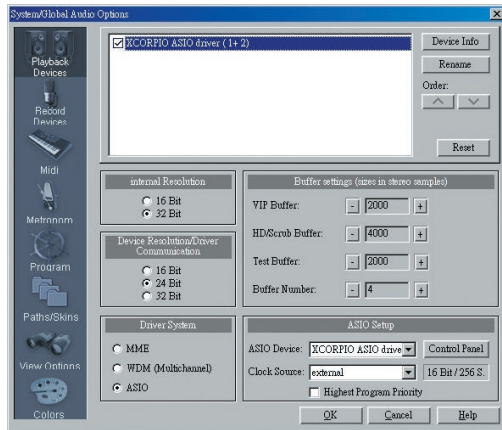 System/Global Audio Options
Playback Devices
Record Devices
Midi
Metronom
Program
Paths/Skins
View Options
Colors
XCORPIO ASIO driver ( 1+ 2)
Device Info
Rename
Order:
Reset
internal Resolution
16 Bit
32 Bit
Device Resolution/Driver Communication
16 Bit
24 Bit
32 Bit
Driver System
MME
WDM (Multichannel)
ASIO
Buffer settings (sizes in stereo samples)
VIP Buffer: - 2000 +
HD/Scrub Buffer: - 4000 +
Test Buffer: - 2000 +
Buffer Number: - 4 +
ASIO Setup
ASIO Device: XCORPIO ASIO drive Control Panel
Clock Source: external 16 Bit / 256 S.
Highest Program Priority
OK Cancel Help